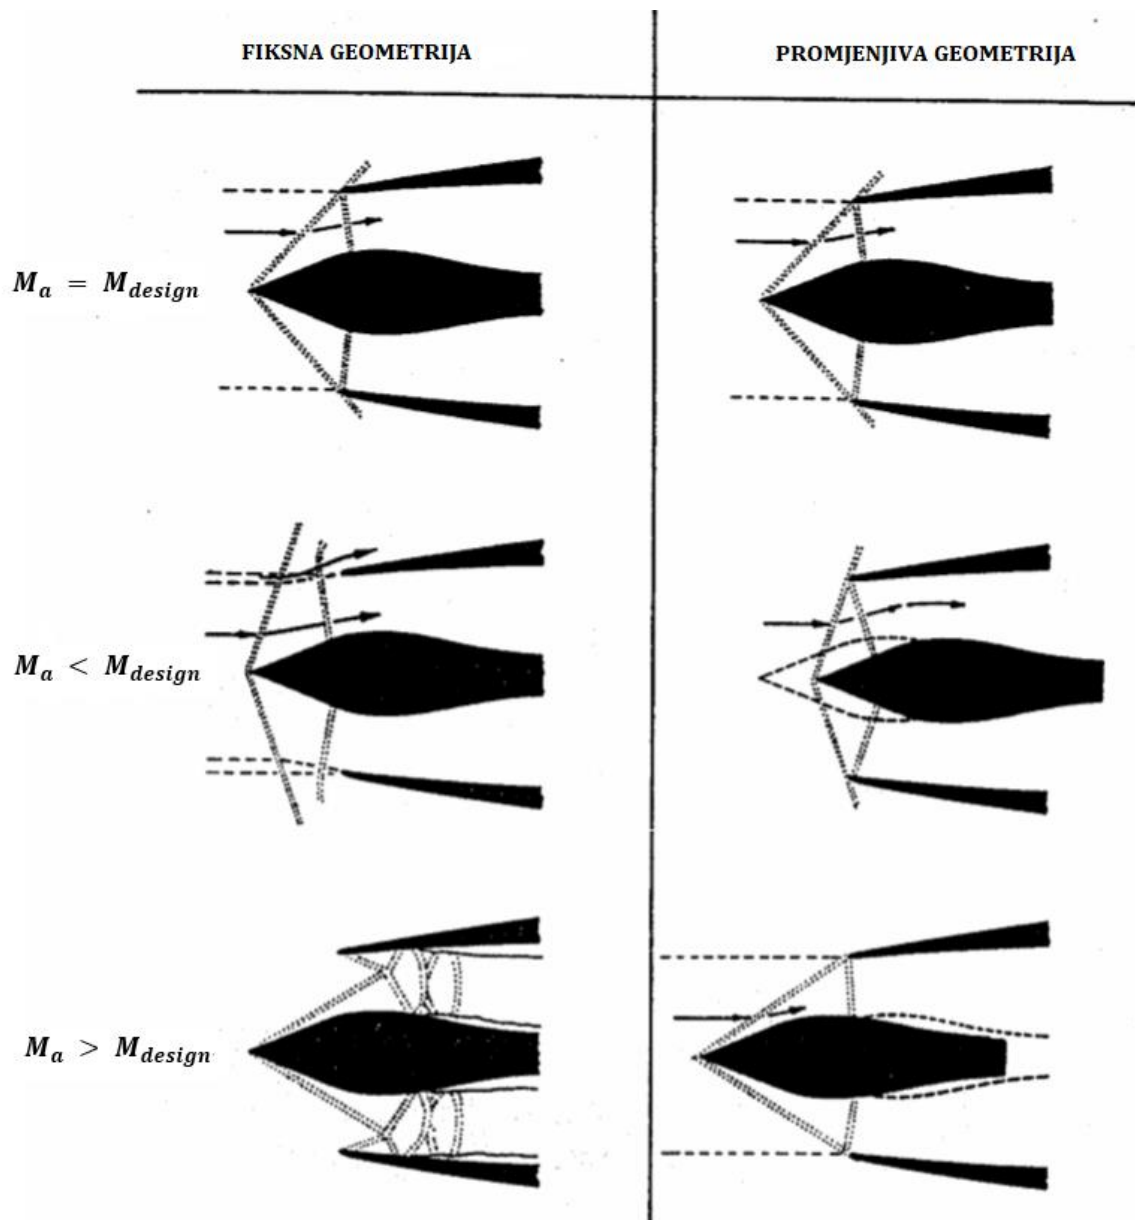 FIKSNA GEOMETRIJA
PROMJENJIVA GEOMETRIJA
M_a = M_design
M_a < M_design
M_a > M_design